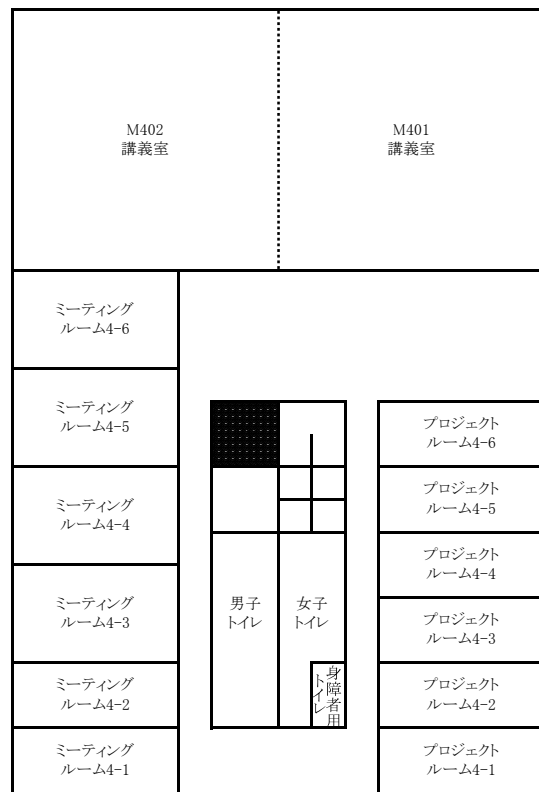 M402
講義室
M401
講義室
ミーティング
ルーム4-6
ミーティング
ルーム4-5
プロジェクト
ルーム4-6
プロジェクト
ルーム4-5
ミーティング
ルーム4-4
プロジェクト
ルーム4-4
ミーティング
ルーム4-3
男子
トイレ
女子
トイレ
プロジェクト
ルーム4-3
ミーティング
ルーム4-2
身障者用
トイレ
プロジェクト
ルーム4-2
ミーティング
ルーム4-1
プロジェクト
ルーム4-1